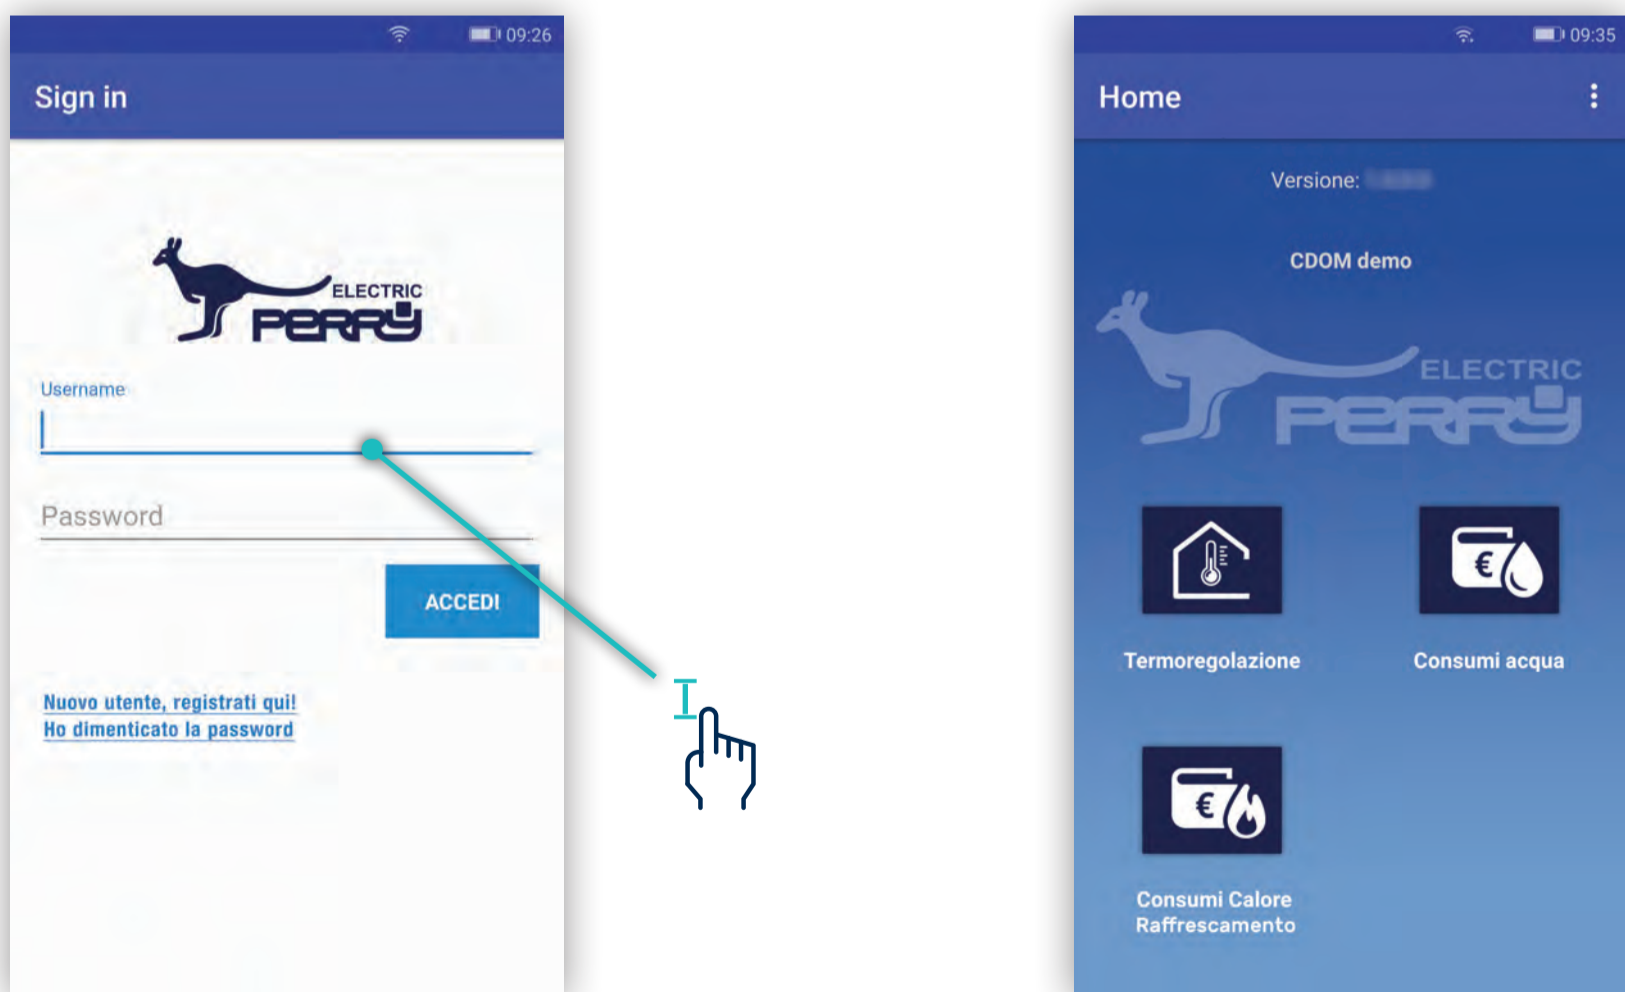 09:26
Sign in
ELECTRIC
PERRY
Username
Password
ACCEDI
Nuovo utente, registrati qui!
Ho dimenticato la password
09:35
Home
Versione:
CDOM demo
ELECTRIC
PERRY
€
€
Termoregolazione
Consumi acqua
€
Consumi Calore
Raffrescamento